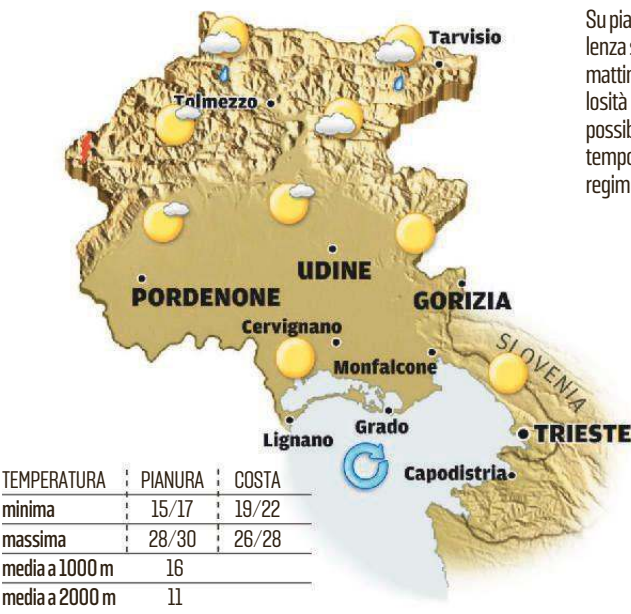 Tarvisio
Tolmezzo
UDINE
PORDENONE
GORIZIA
Cervignano
Monfalcone
SLOVENIA
Grado
Lignano
TRIESTE
Capodistria
TEMPERATURA PIANURA COSTA
minima 15/17 19/22
massima 28/30 26/28
media a 1000 m 16
media a 2000 m 11
Su pia
lenza s
mattin
losità
possib
tempo
regim